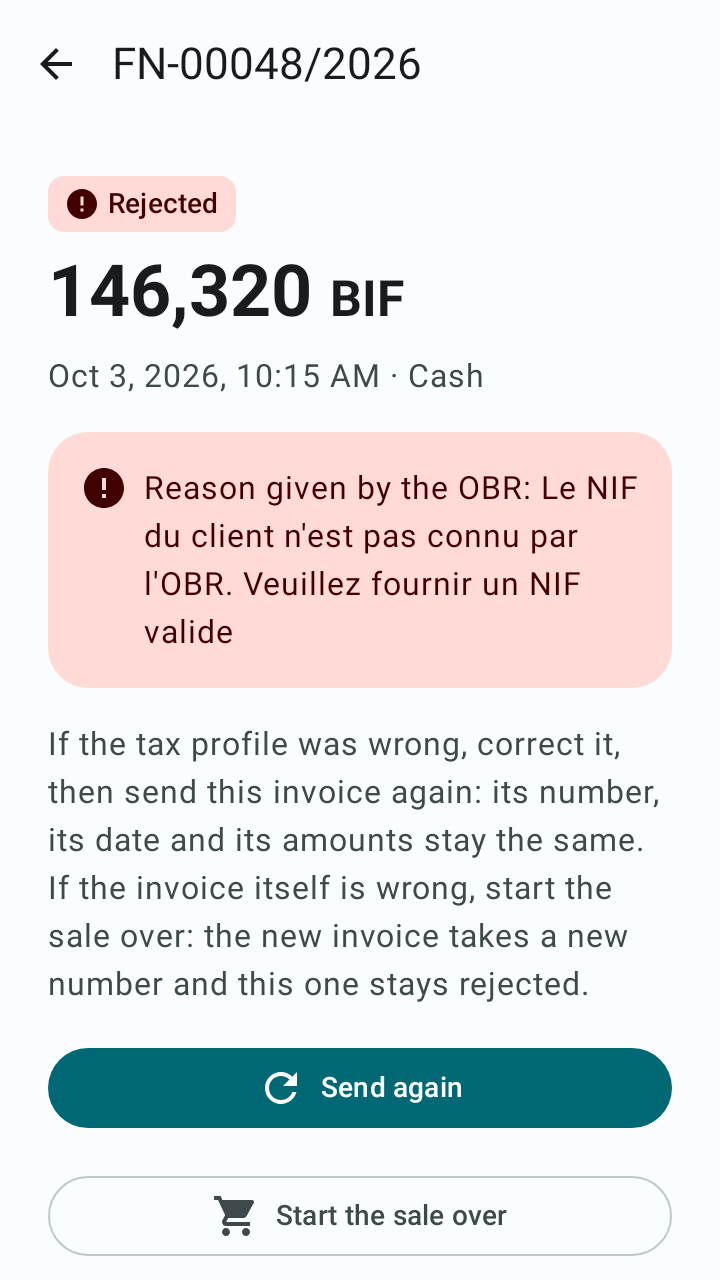 FN-00048/2026
Rejected
146,320 BIF
Oct 3, 2026, 10:15 AM · Cash
Reason given by the OBR: Le NIF
du client n'est pas connu par
l'OBR. Veuillez fournir un NIF
valide
If the tax profile was wrong, correct it,
then send this invoice again: its number,
its date and its amounts stay the same.
If the invoice itself is wrong, start the
sale over: the new invoice takes a new
number and this one stays rejected.
Send again
Start the sale over